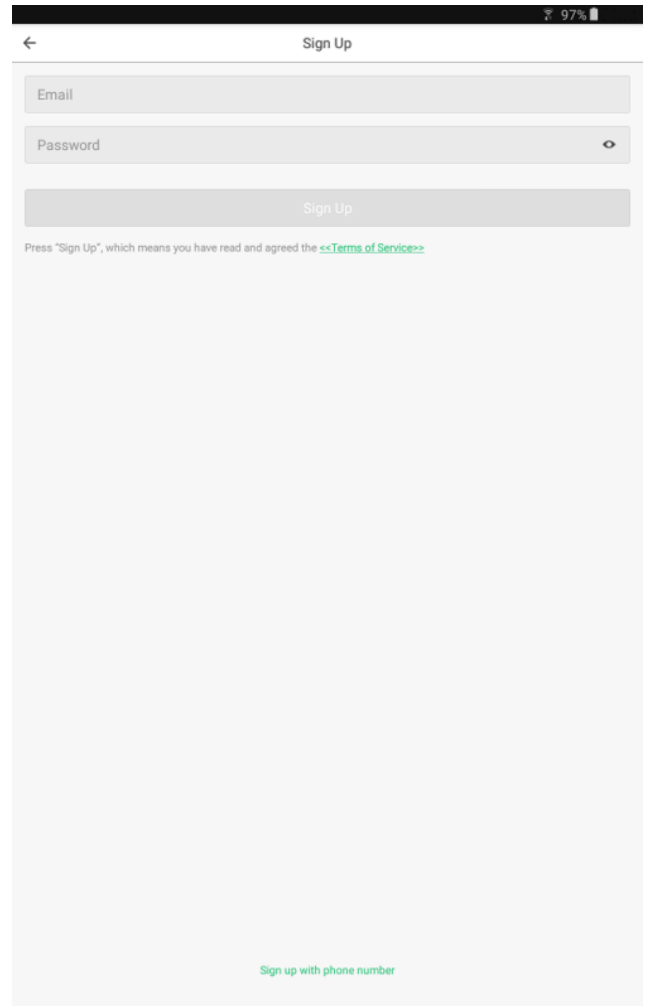 97%
Sign Up
Email
Password
Sign Up
Press "Sign Up", which means you have read and agreed the <<Terms of Service>>
Sign up with phone number